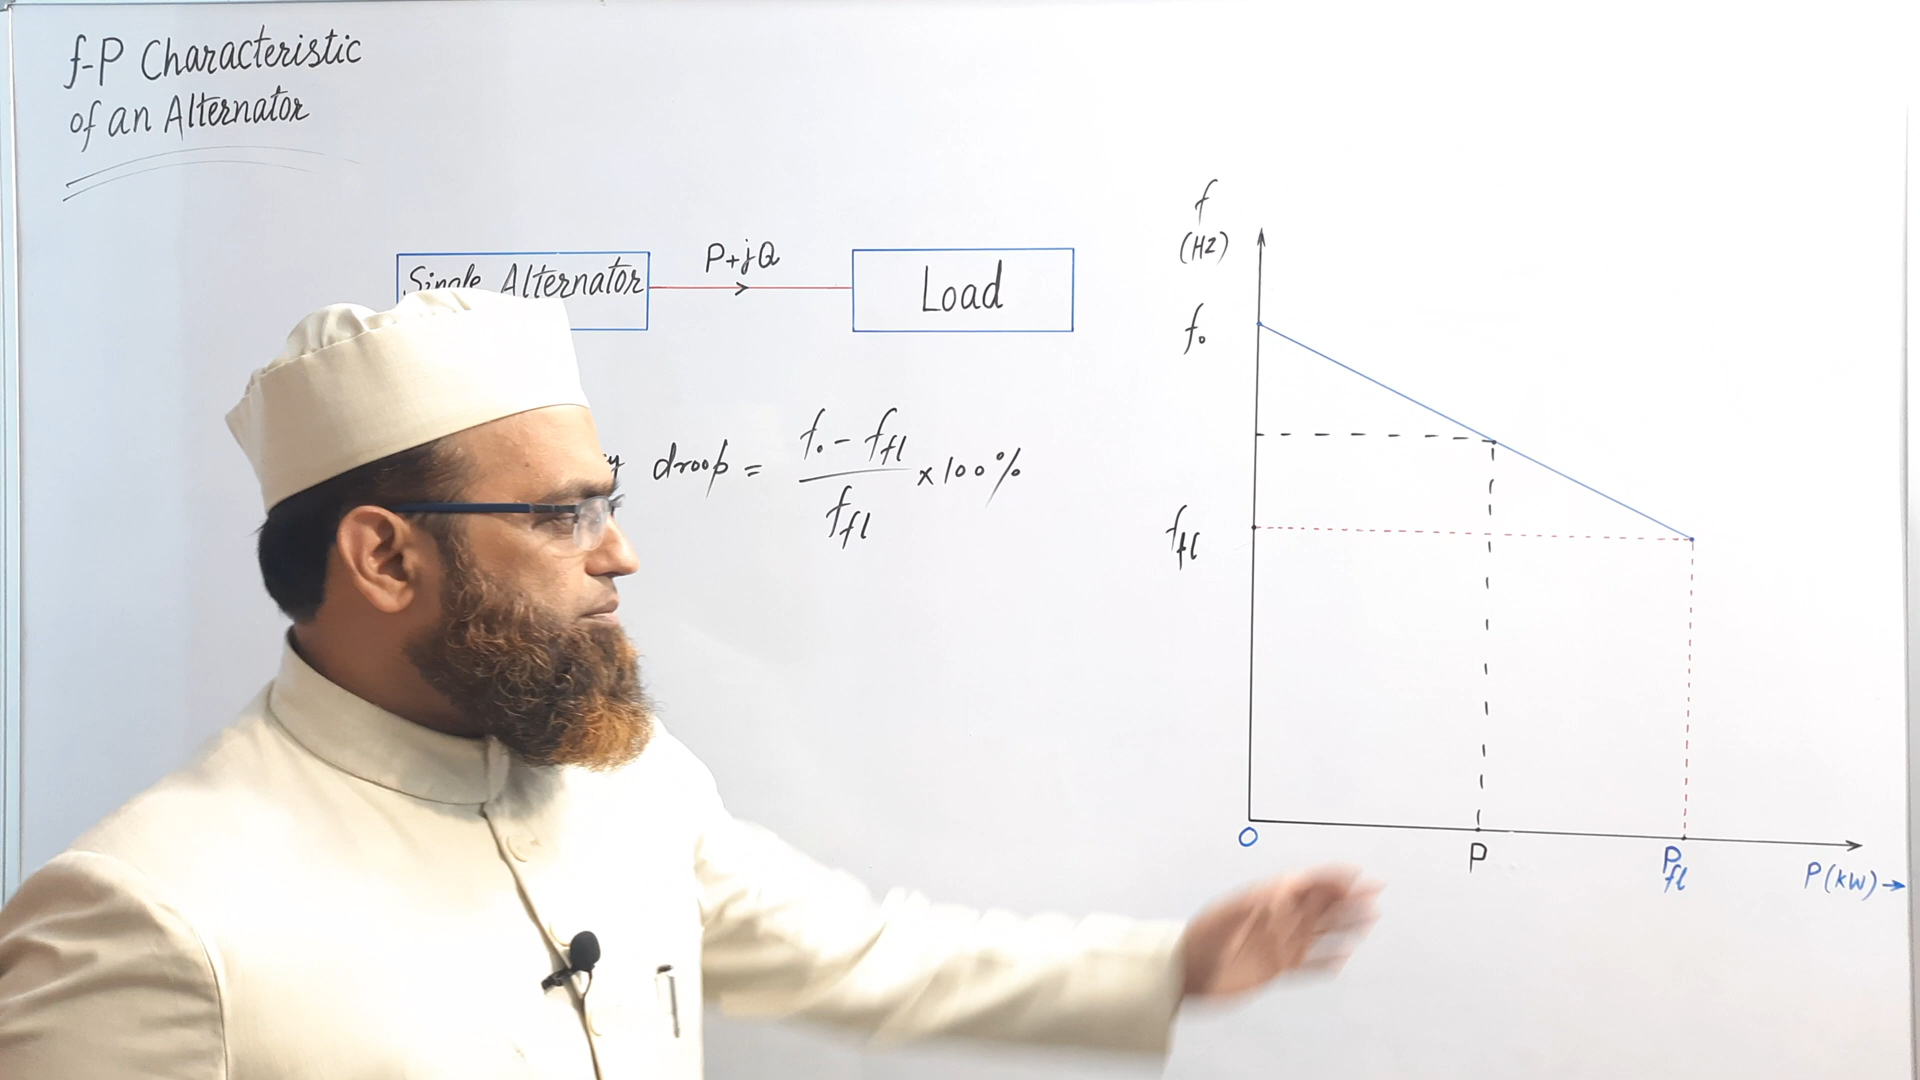 f-P Characteristic
of an Alternator
Single Alternator
P+jQ
Load
droop = (f₀ - f_fl) / f_fl × 100%
f
(HZ)
f₀
f_fl
O
P
P_fl
P(kW) →